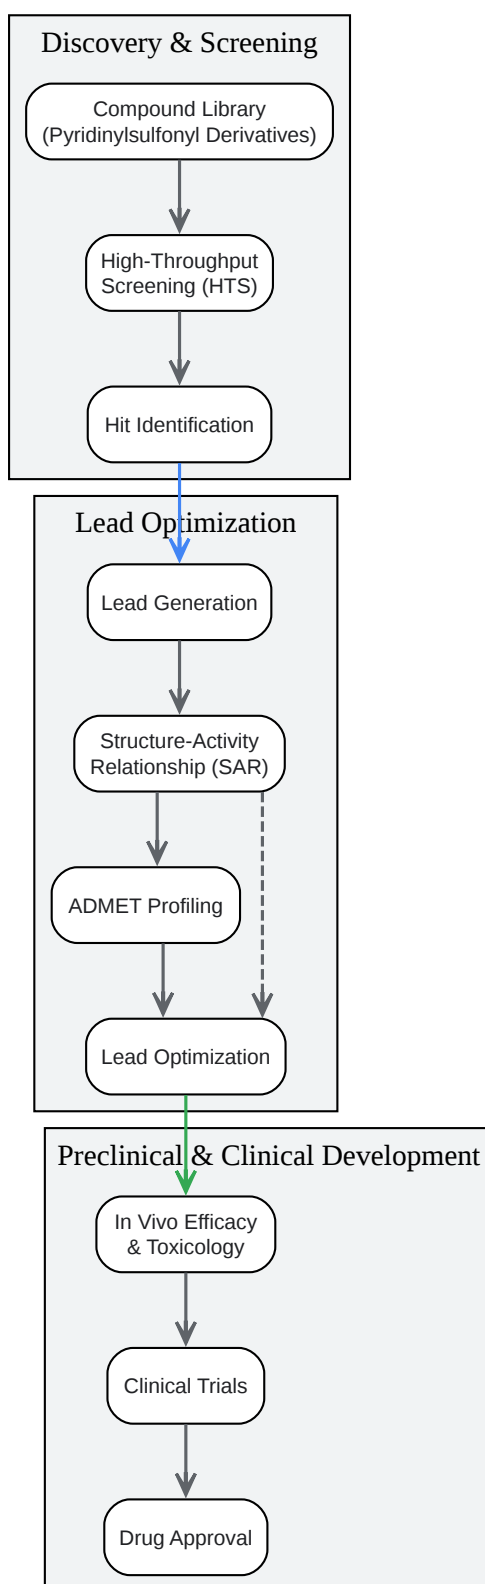 Discovery & Screening
Compound Library
(Pyridinylsulfonyl Derivatives)
High-Throughput
Screening (HTS)
Hit Identification
Lead Optimization
Lead Generation
Structure-Activity
Relationship (SAR)
ADMET Profiling
Lead Optimization
Preclinical & Clinical Development
In Vivo Efficacy
& Toxicology
Clinical Trials
Drug Approval